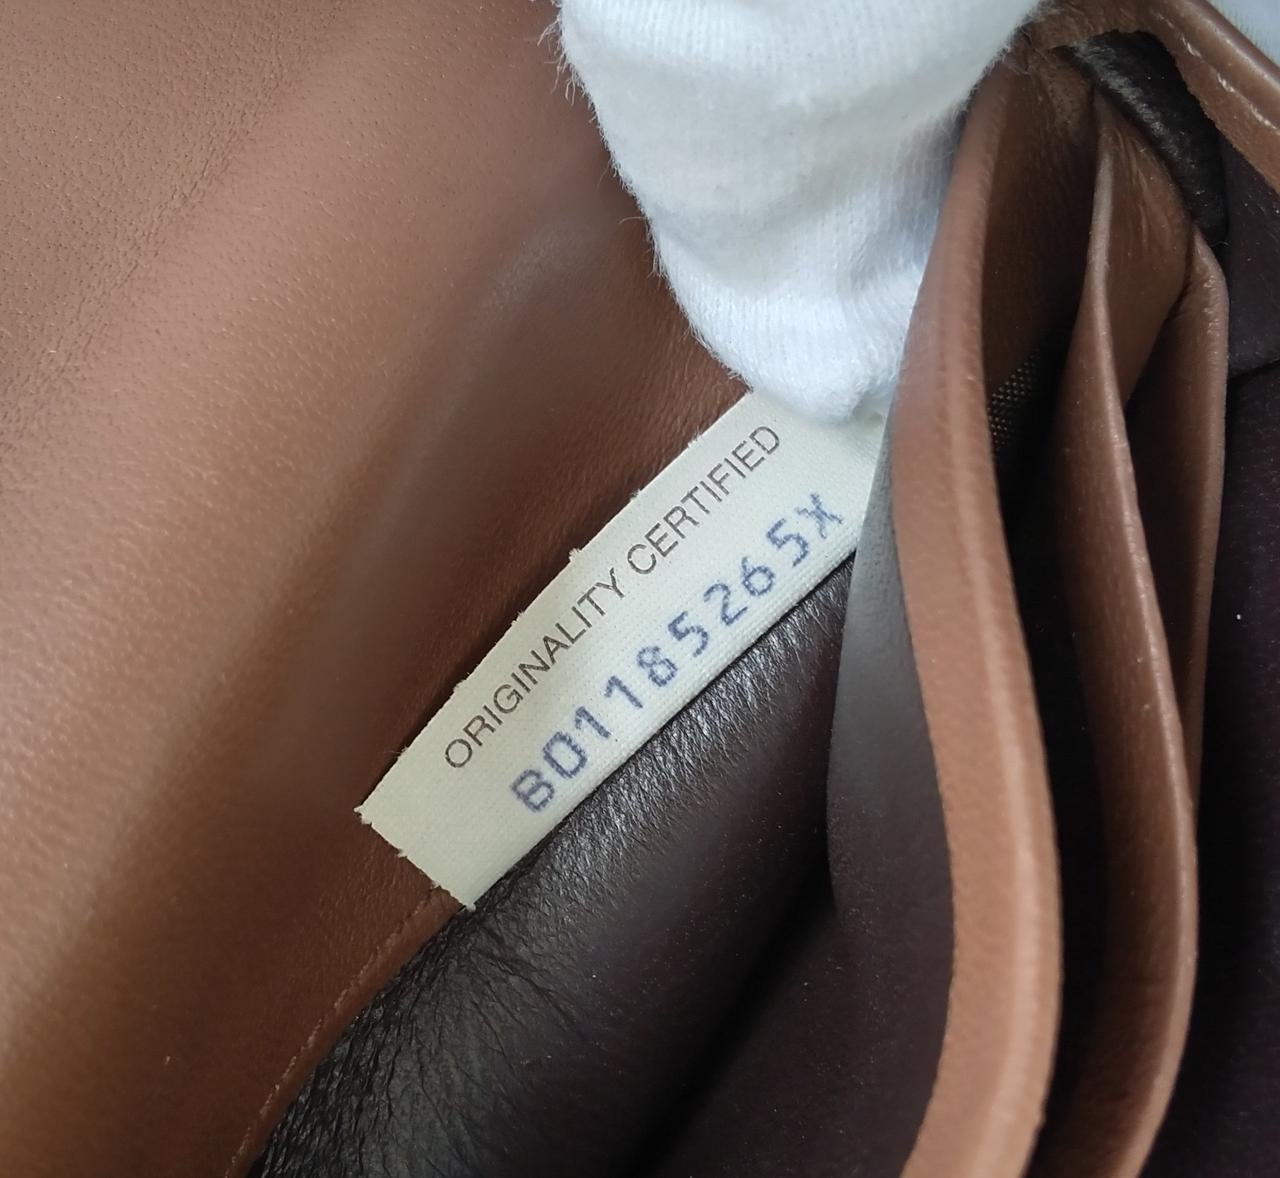 ORIGINALITY CERTIFIED
B01185265X